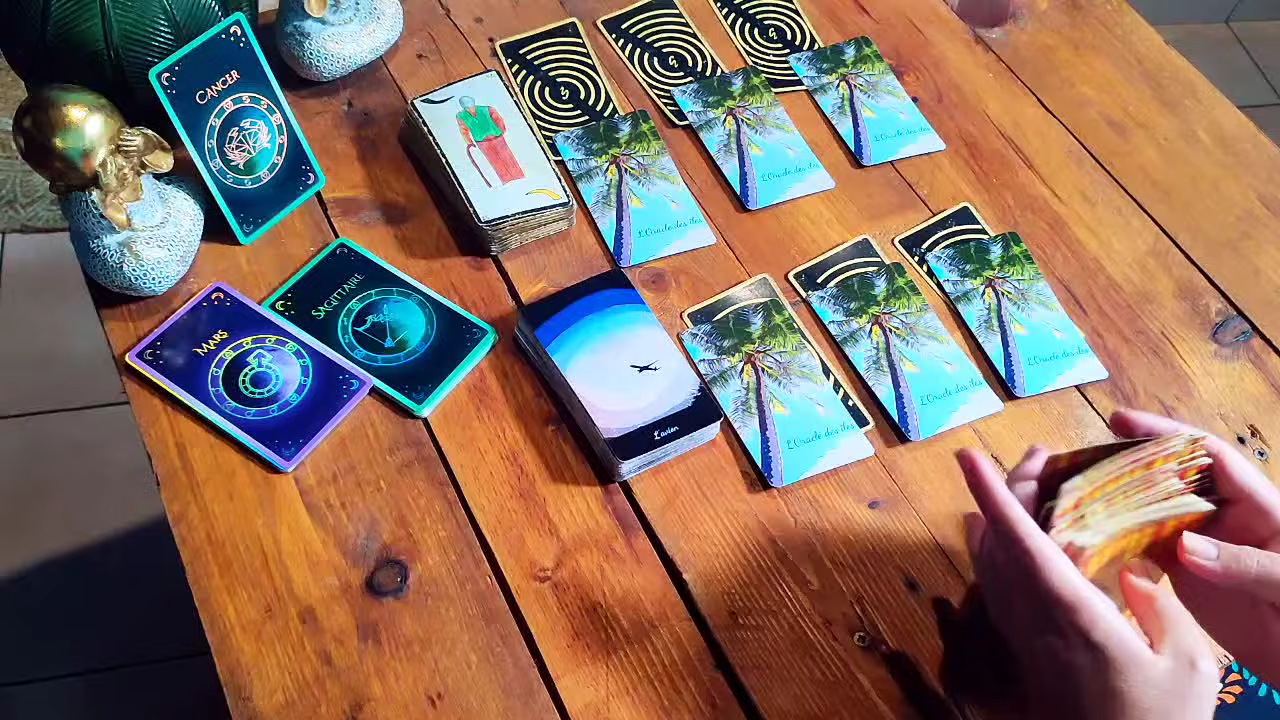 CANCER
SAGITTAIRE
MARS
L'Oracle des îles
L'Oracle des îles
L'Oracle des îles
L'avion
L'Oracle des îles
L'Oracle des îles
L'Oracle des îles